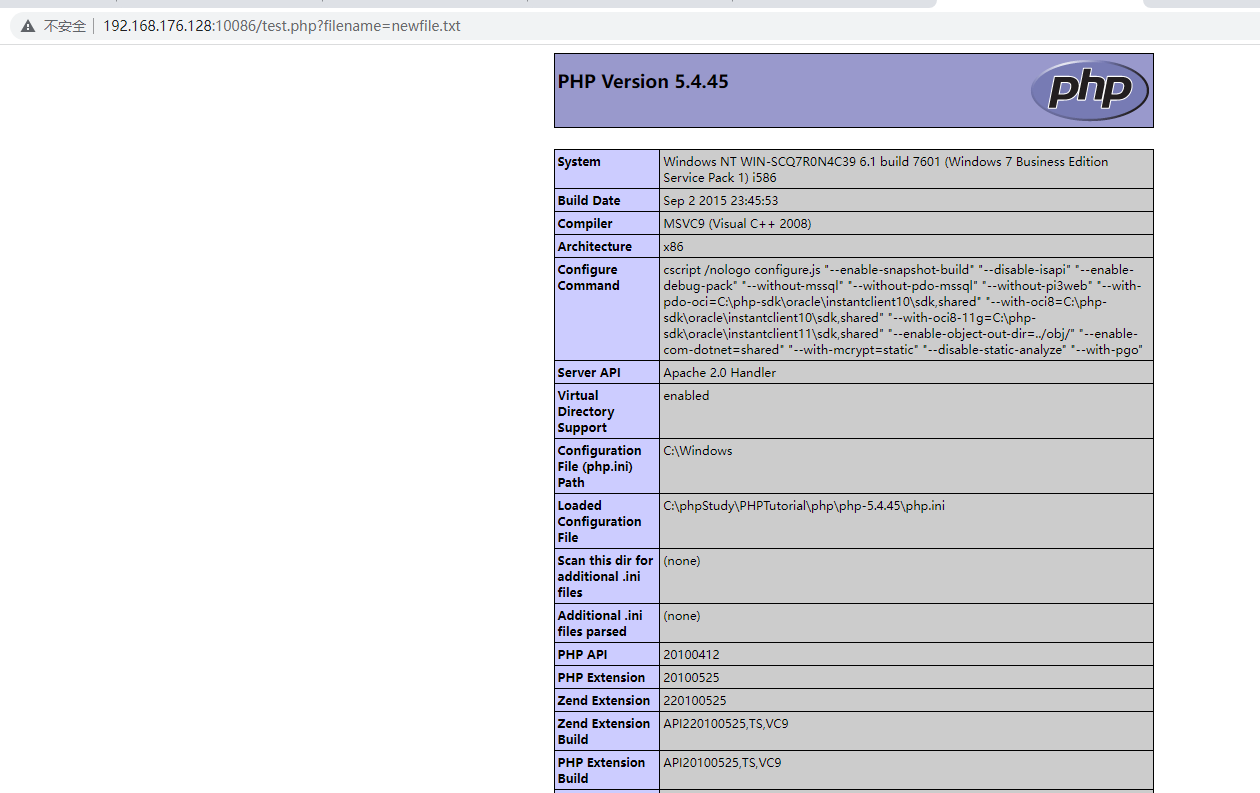 不安全 192.168.176.128:10086/test.php?filename=newfile.txt
PHP Version 5.4.45
php
System
Windows NT WIN-SCQ7R0N4C39 6.1 build 7601 (Windows 7 Business Edition
Service Pack 1) i586
Build Date
Sep 2 2015 23:45:53
Compiler
MSVC9 (Visual C++ 2008)
Architecture
x86
Configure
Command
cscript /nologo configure.js "--enable-snapshot-build" "--disable-isapi" "--enable-
debug-pack" "--without-mssql" "--without-pdo-mssql" "--without-pi3web" "--with-
pdo-oci=C:\php-sdk\oracle\instantclient10\sdk,shared" "--with-oci8=C:\php-
sdk\oracle\instantclient10\sdk,shared" "--with-oci8-11g=C:\php-
sdk\oracle\instantclient11\sdk,shared" "--enable-object-out-dir=../obj/" "--enable-
com-dotnet=shared" "--with-mcrypt=static" "--disable-static-analyze" "--with-pgo"
Server API
Apache 2.0 Handler
Virtual
Directory
Support
enabled
Configuration
File (php.ini)
Path
C:\Windows
Loaded
Configuration
File
C:\phpStudy\PHPTutorial\php\php-5.4.45\php.ini
Scan this dir for
additional .ini
files
(none)
Additional .ini
files parsed
(none)
PHP API
20100412
PHP Extension
20100525
Zend Extension
220100525
Zend Extension
Build
API220100525,TS,VC9
PHP Extension
Build
API20100525,TS,VC9